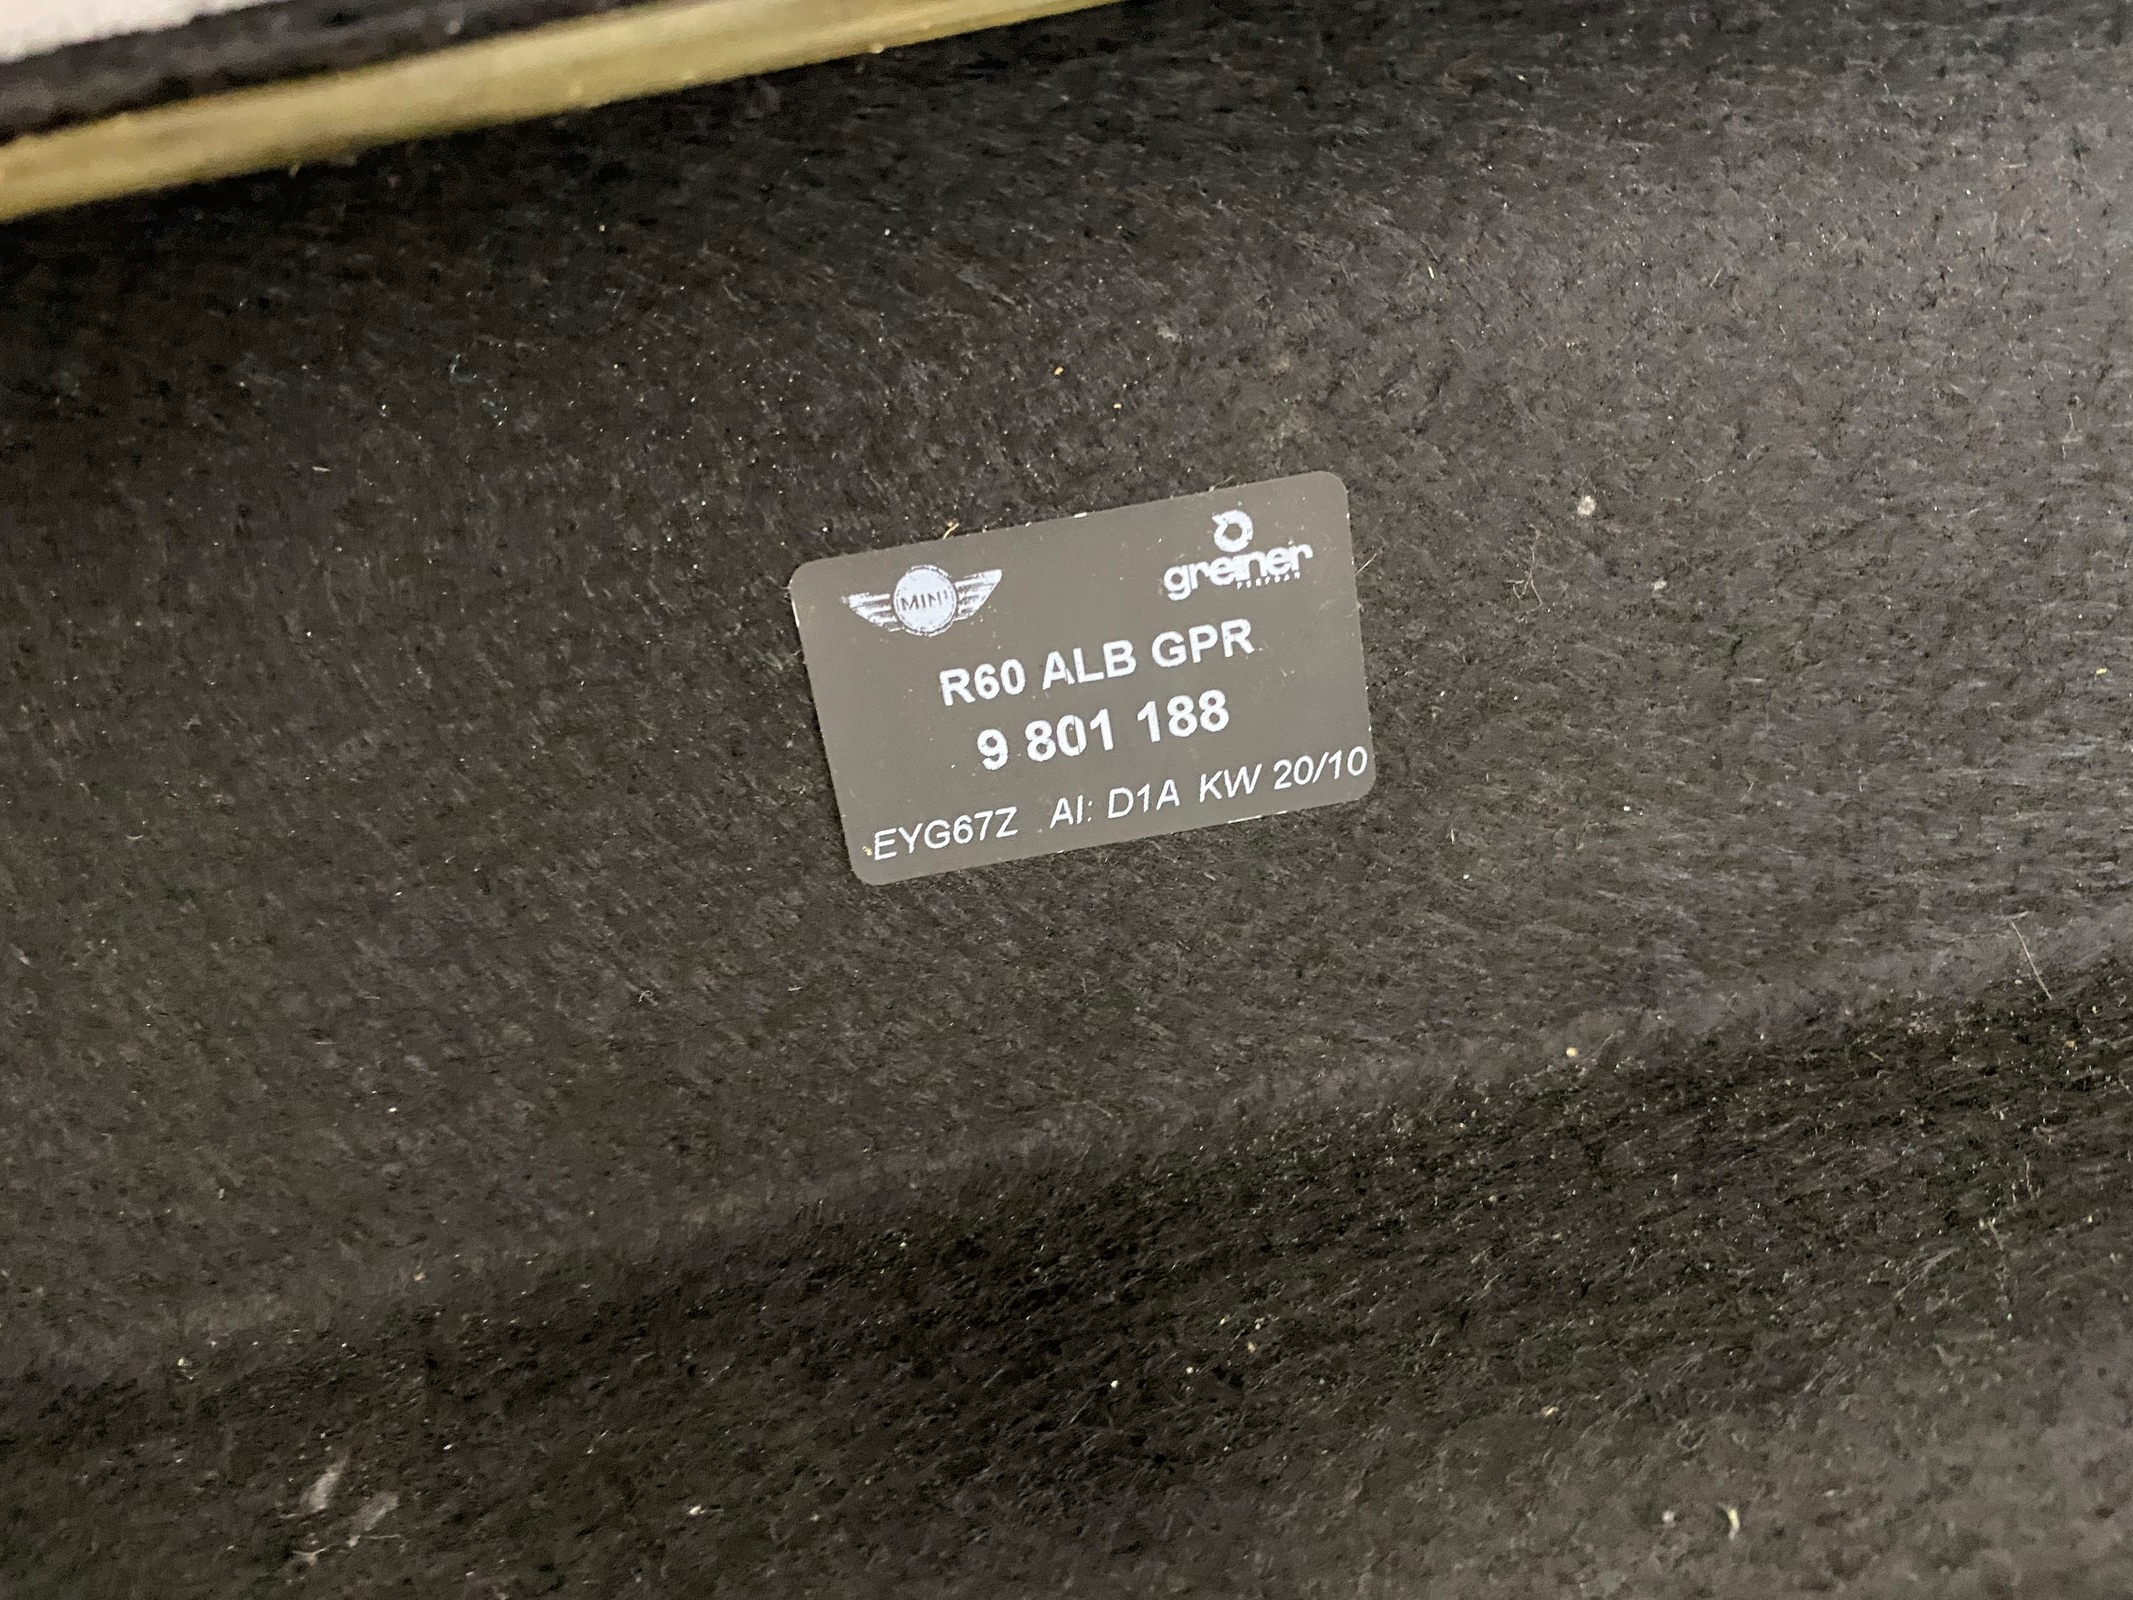 MINI
greiner
R60 ALB GPR
9 801 188
EYG67Z AI: D1A KW 20/10